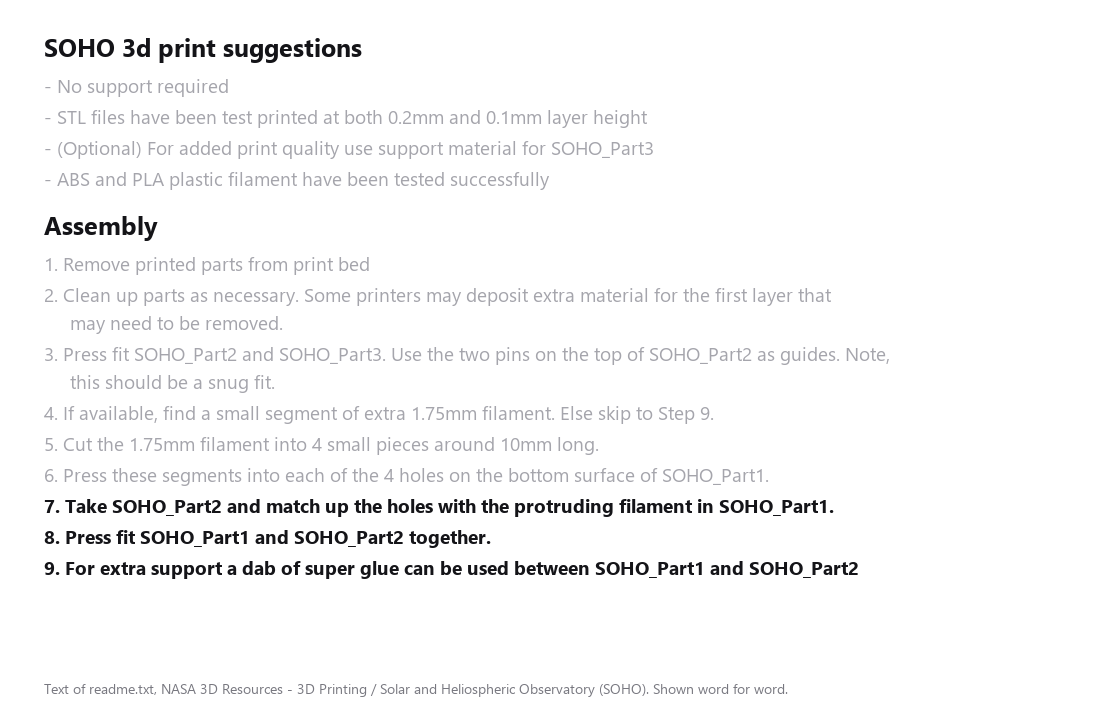 SOHO 3d print suggestions
- No support required
- STL files have been test printed at both 0.2mm and 0.1mm layer height
- (Optional) For added print quality use support material for SOHO_Part3
- ABS and PLA plastic filament have been tested successfully
Assembly
1. Remove printed parts from print bed
2. Clean up parts as necessary. Some printers may deposit extra material for the first layer that
may need to be removed.
3. Press fit SOHO_Part2 and SOHO_Part3. Use the two pins on the top of SOHO_Part2 as guides. Note,
this should be a snug fit.
4. If available, find a small segment of extra 1.75mm filament. Else skip to Step 9.
5. Cut the 1.75mm filament into 4 small pieces around 10mm long.
6. Press these segments into each of the 4 holes on the bottom surface of SOHO_Part1.
7. Take SOHO_Part2 and match up the holes with the protruding filament in SOHO_Part1.
8. Press fit SOHO_Part1 and SOHO_Part2 together.
9. For extra support a dab of super glue can be used between SOHO_Part1 and SOHO_Part2
Text of readme.txt, NASA 3D Resources - 3D Printing / Solar and Heliospheric Observatory (SOHO). Shown word for word.